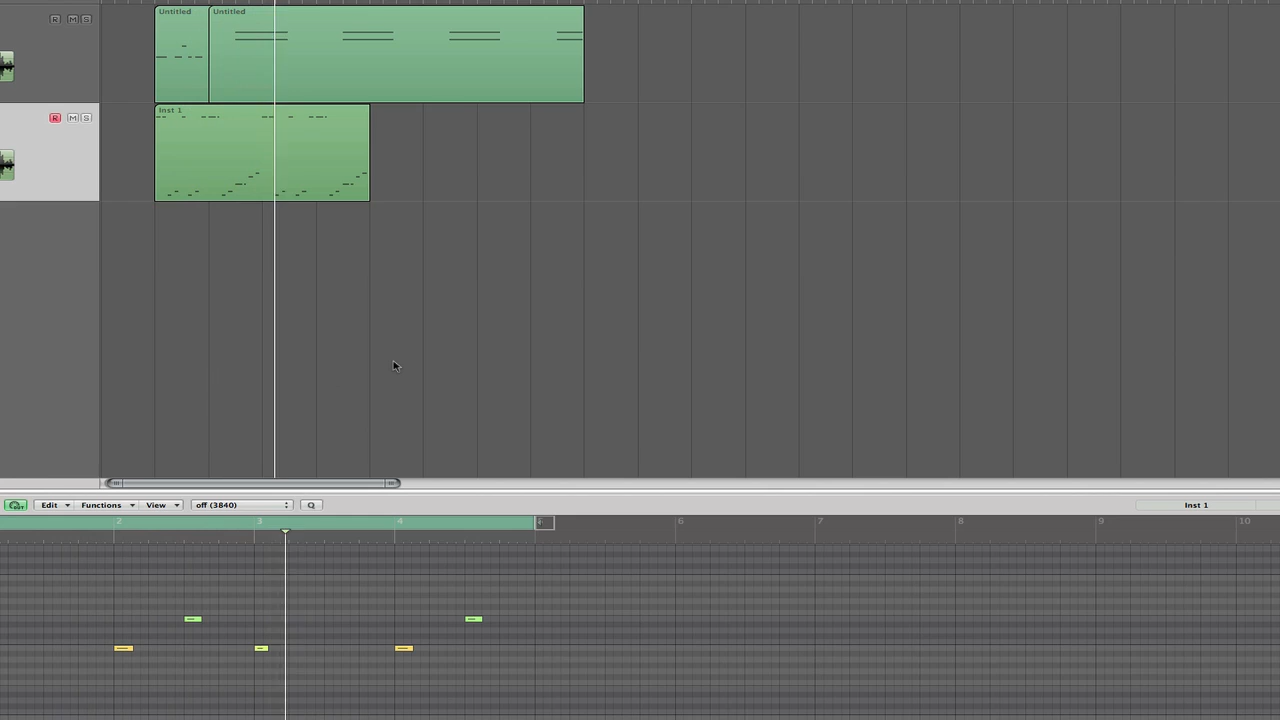 R M S
Untitled Untitled
R M S
Inst 1
Edit Functions View off (3840) Q Inst 1
2 3 4 6 7 8 9 10